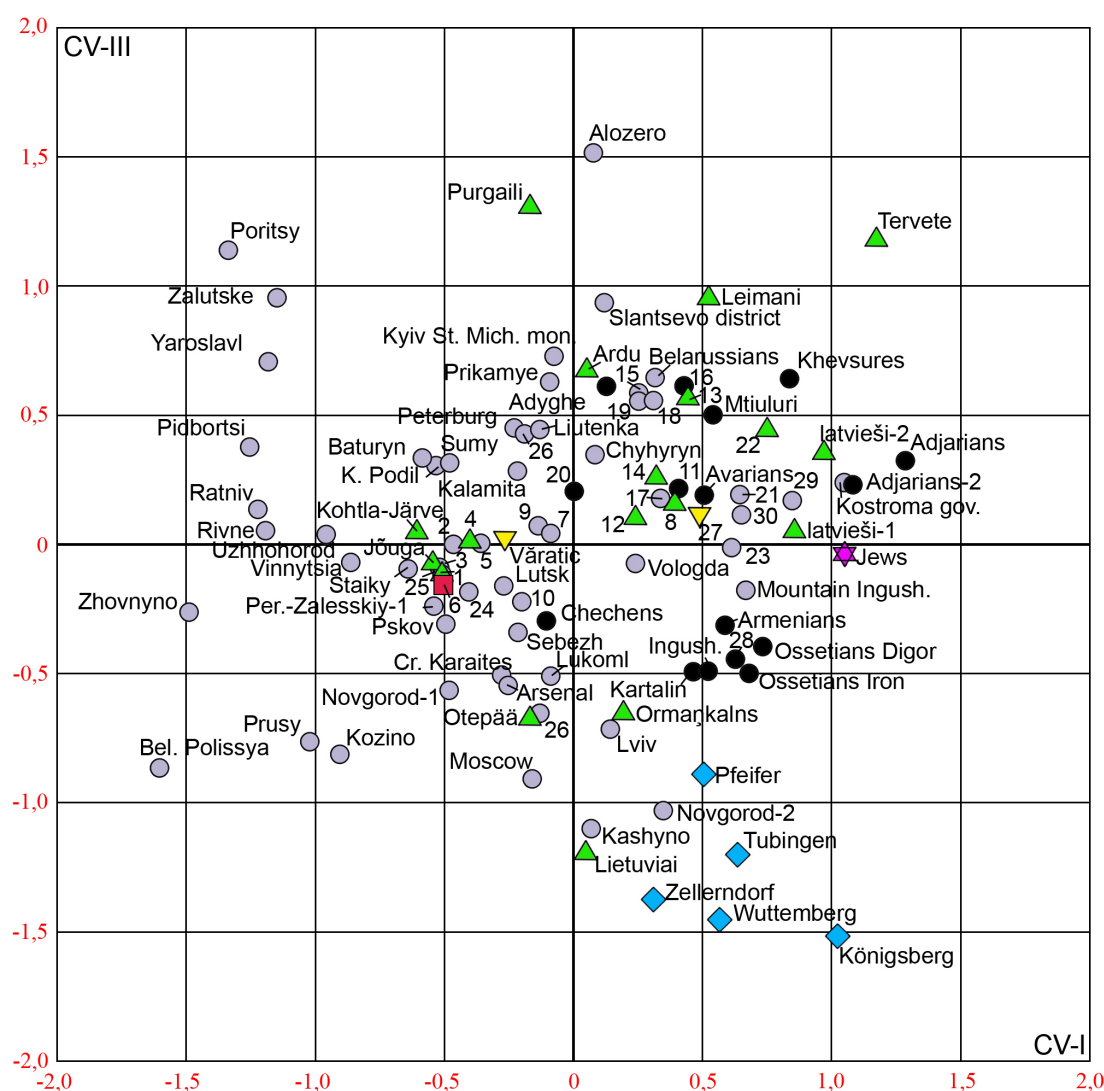 2,0
CV-III
Alozero
1,5
Purgaili
Tervete
Poritsy
Zalutske
1,0
Leimani
Slantsevo district
Yaroslavl
Kyiv St. Mich. mon.
Ardu
Belarussians
Khevsures
Prikamye
15
16
13
Adyghe
19
18
Mtiuluri
0,5
Peterburg
Liutenka
Pidbortsi
22
latvieši-2
Baturyn
Sumy
26
Chyhyryn
Adjarians
K. Podil
20
14
11
Avarians
29
Adjarians-2
Ratniv
Kalamita
17
21
Kostroma gov.
Kohtla-Järve
2
4
9
7
12
8
27
30
latvieši-1
Rivne
0
Uzhhohorod
Jõuga
3
5
Văratic
23
Jews
Vinnytsia
Lutsk
Vologda
Staiky
25
1
Mountain Ingush.
Zhovnyno
Per.-Zalesskiy-1
6
24
10
Chechens
Armenians
Pskov
Sebezh
Ingush.
28
Ossetians Digor
-0,5
Cr. Karaites
Lukoml
Kartalin
Ossetians Iron
Novgorod-1
Arsenal
Otepää
26
Ormaņkalns
Prusy
Lviv
Bel. Polissya
Kozino
Moscow
Pfeifer
-1,0
Novgorod-2
Kashyno
Tubingen
Lietuviai
Zellerndorf
Wuttemberg
-1,5
Königsberg
CV-I
-2,0
-2,0
-1,5
-1,0
-0,5
0
0,5
1,0
1,5
2,0